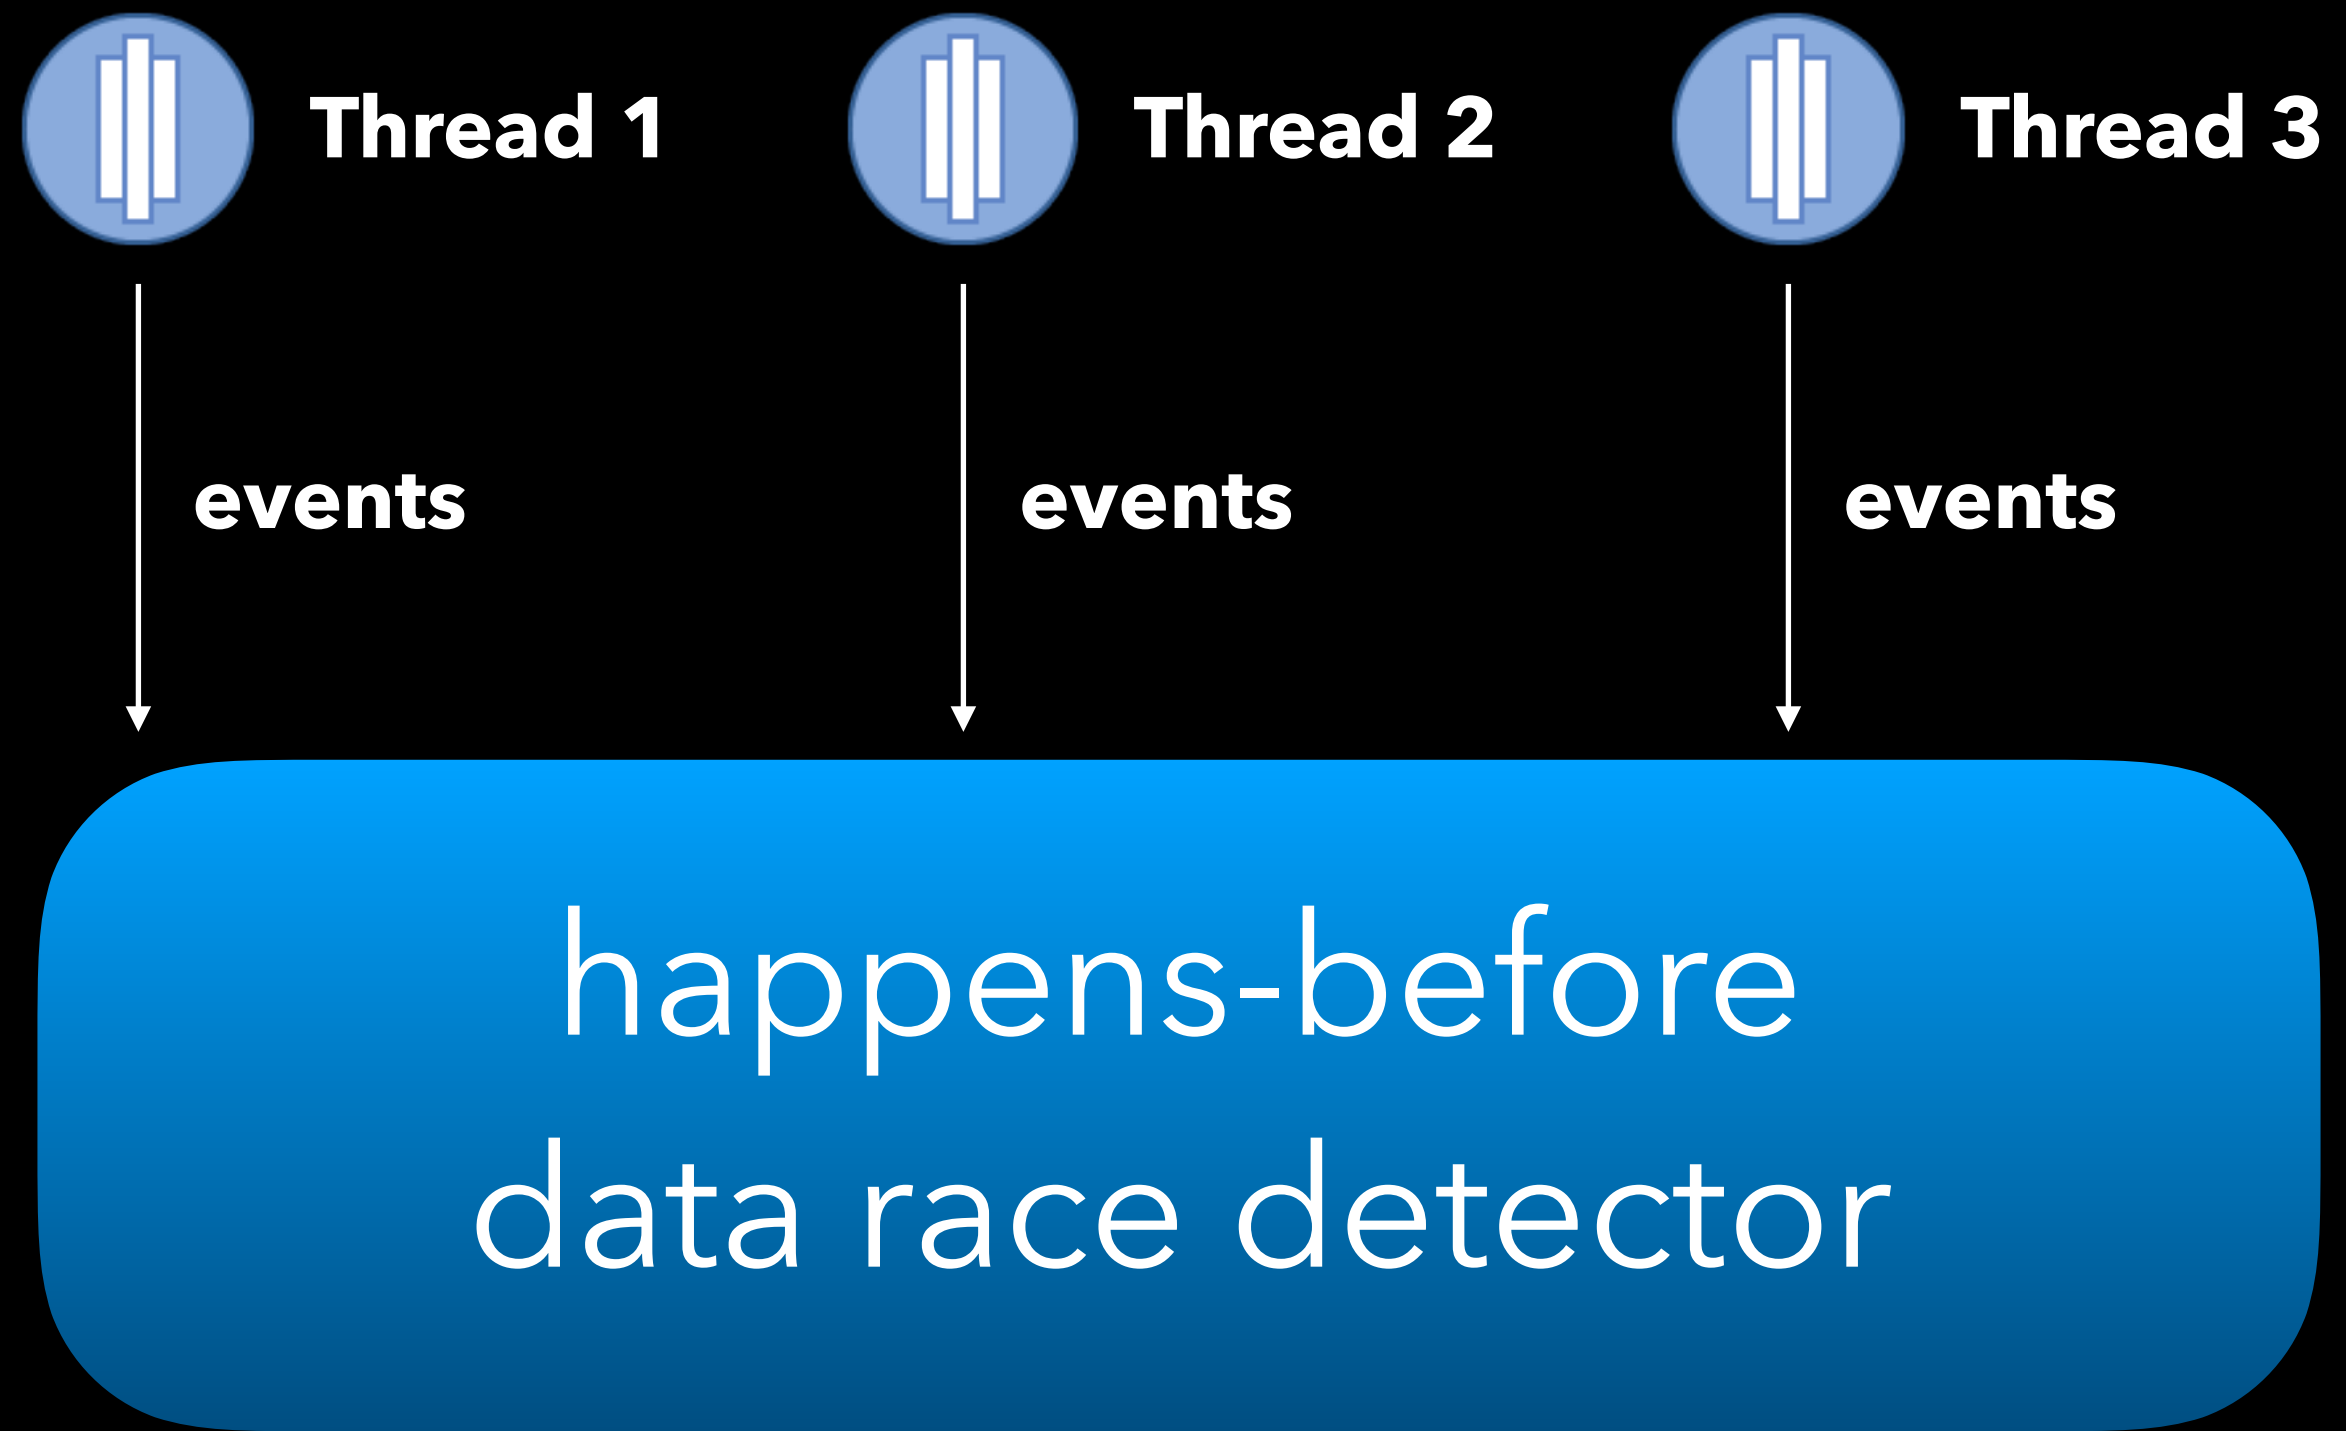 Thread 1
Thread 2
Thread 3
events
events
events
happens-before
data race detector